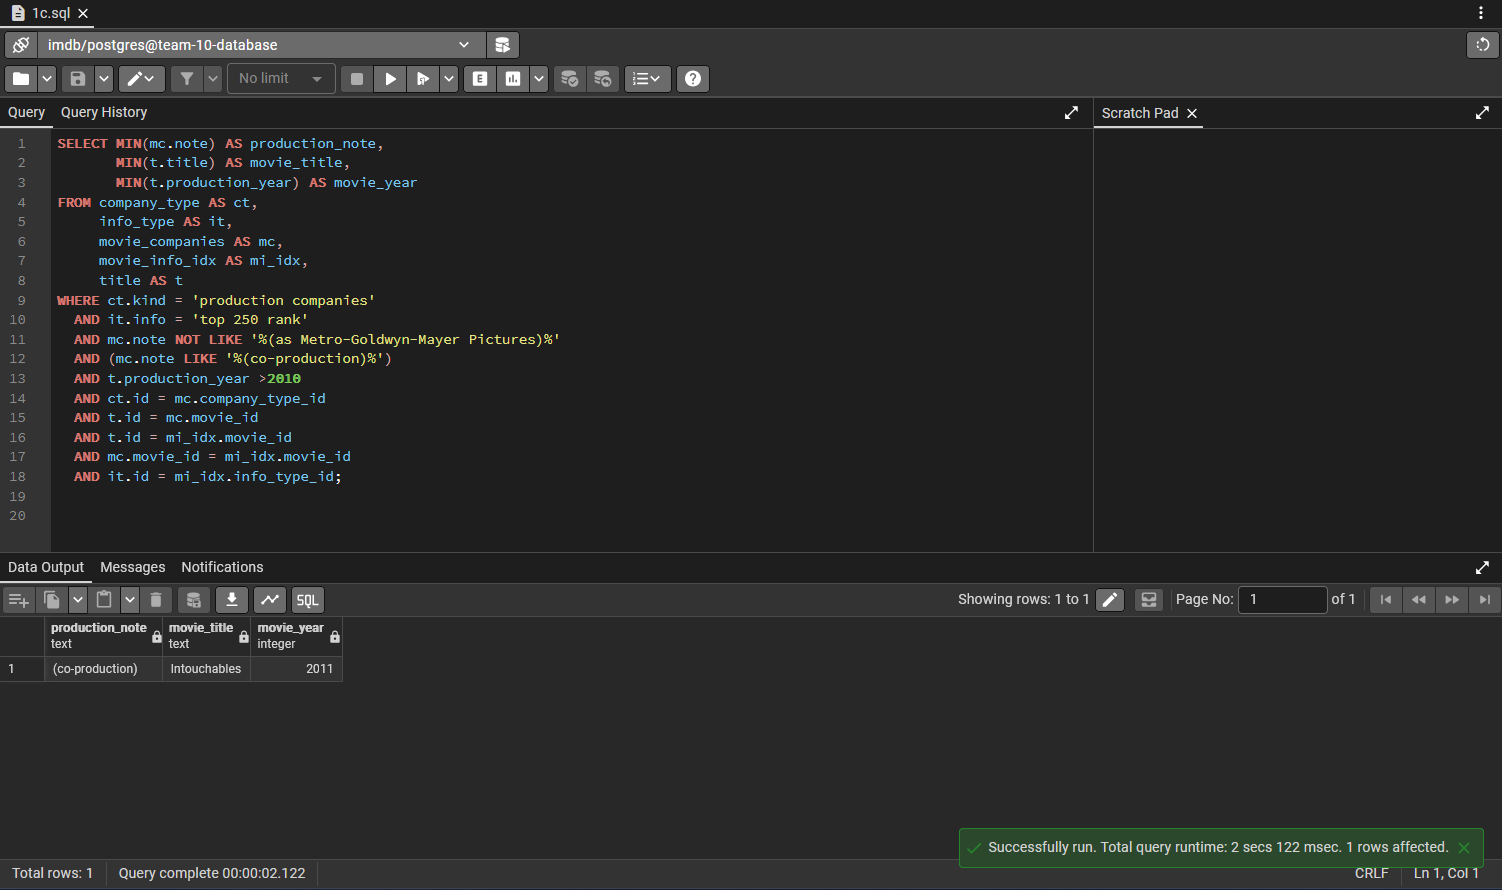 1c.sql
imdb/postgres@team-10-database
No limit
Query Query History
Scratch Pad
1 SELECT MIN(mc.note) AS production_note,
2        MIN(t.title) AS movie_title,
3        MIN(t.production_year) AS movie_year
4 FROM company_type AS ct,
5      info_type AS it,
6      movie_companies AS mc,
7      movie_info_idx AS mi_idx,
8      title AS t
9 WHERE ct.kind = 'production companies'
10   AND it.info = 'top 250 rank'
11   AND mc.note NOT LIKE '%(as Metro-Goldwyn-Mayer Pictures)%'
12   AND (mc.note LIKE '%(co-production)%')
13   AND t.production_year >2010
14   AND ct.id = mc.company_type_id
15   AND t.id = mc.movie_id
16   AND t.id = mi_idx.movie_id
17   AND mc.movie_id = mi_idx.movie_id
18   AND it.id = mi_idx.info_type_id;
19
20
Data Output Messages Notifications
SQL Showing rows: 1 to 1 Page No: 1 of 1
production_note movie_title movie_year
text text integer
1 (co-production) Intouchables 2011
Successfully run. Total query runtime: 2 secs 122 msec. 1 rows affected.
Total rows: 1 Query complete 00:00:02.122 CRLF Ln 1, Col 1